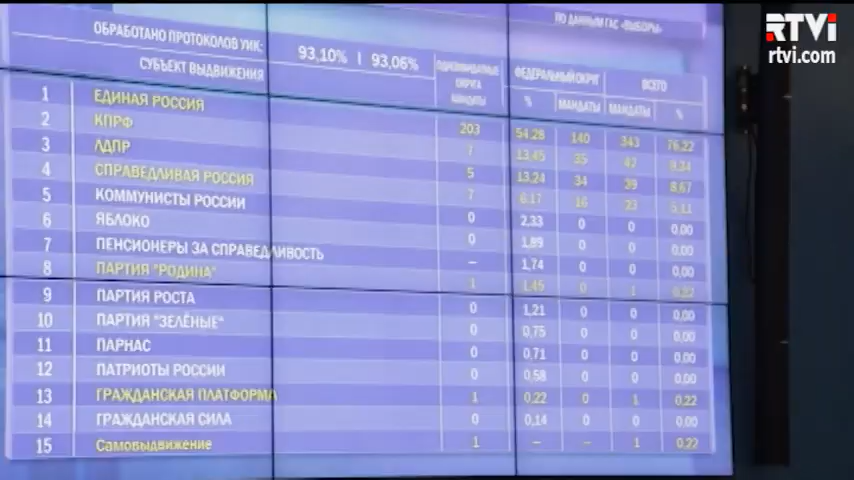 RTVi
rtvi.com
ПО ДАННЫМ ГАС «ВЫБОРЫ»
ОБРАБОТАНО ПРОТОКОЛОВ УИК: 93,10% | 93,06%
СУБЪЕКТ ВЫДВИЖЕНИЯ ОДНОМАНДАТНЫЕ ОКРУГА МАНДАТЫ ФЕДЕРАЛЬНЫЙ ОКРУГ ВСЕГО
% МАНДАТЫ МАНДАТЫ %
1 ЕДИНАЯ РОССИЯ 203 54,28 140 343 76,22
2 КПРФ 7 13,45 35 42 9,34
3 ЛДПР 5 13,24 34 39 8,67
4 СПРАВЕДЛИВАЯ РОССИЯ 7 6,17 16 23 5,11
5 КОММУНИСТЫ РОССИИ 0 2,33 0 0 0,00
6 ЯБЛОКО 0 1,89 0 0 0,00
7 ПЕНСИОНЕРЫ ЗА СПРАВЕДЛИВОСТЬ – 1,74 0 0 0,00
8 ПАРТИЯ "РОДИНА" 1 1,45 0 1 0,22
9 ПАРТИЯ РОСТА 0 1,21 0 0 0,00
10 ПАРТИЯ "ЗЕЛЁНЫЕ" 0 0,75 0 0 0,00
11 ПАРНАС 0 0,71 0 0 0,00
12 ПАТРИОТЫ РОССИИ 0 0,58 0 0 0,00
13 ГРАЖДАНСКАЯ ПЛАТФОРМА 1 0,22 0 1 0,22
14 ГРАЖДАНСКАЯ СИЛА 0 0,14 0 0 0,00
15 Самовыдвижение 1 – – 1 0,22